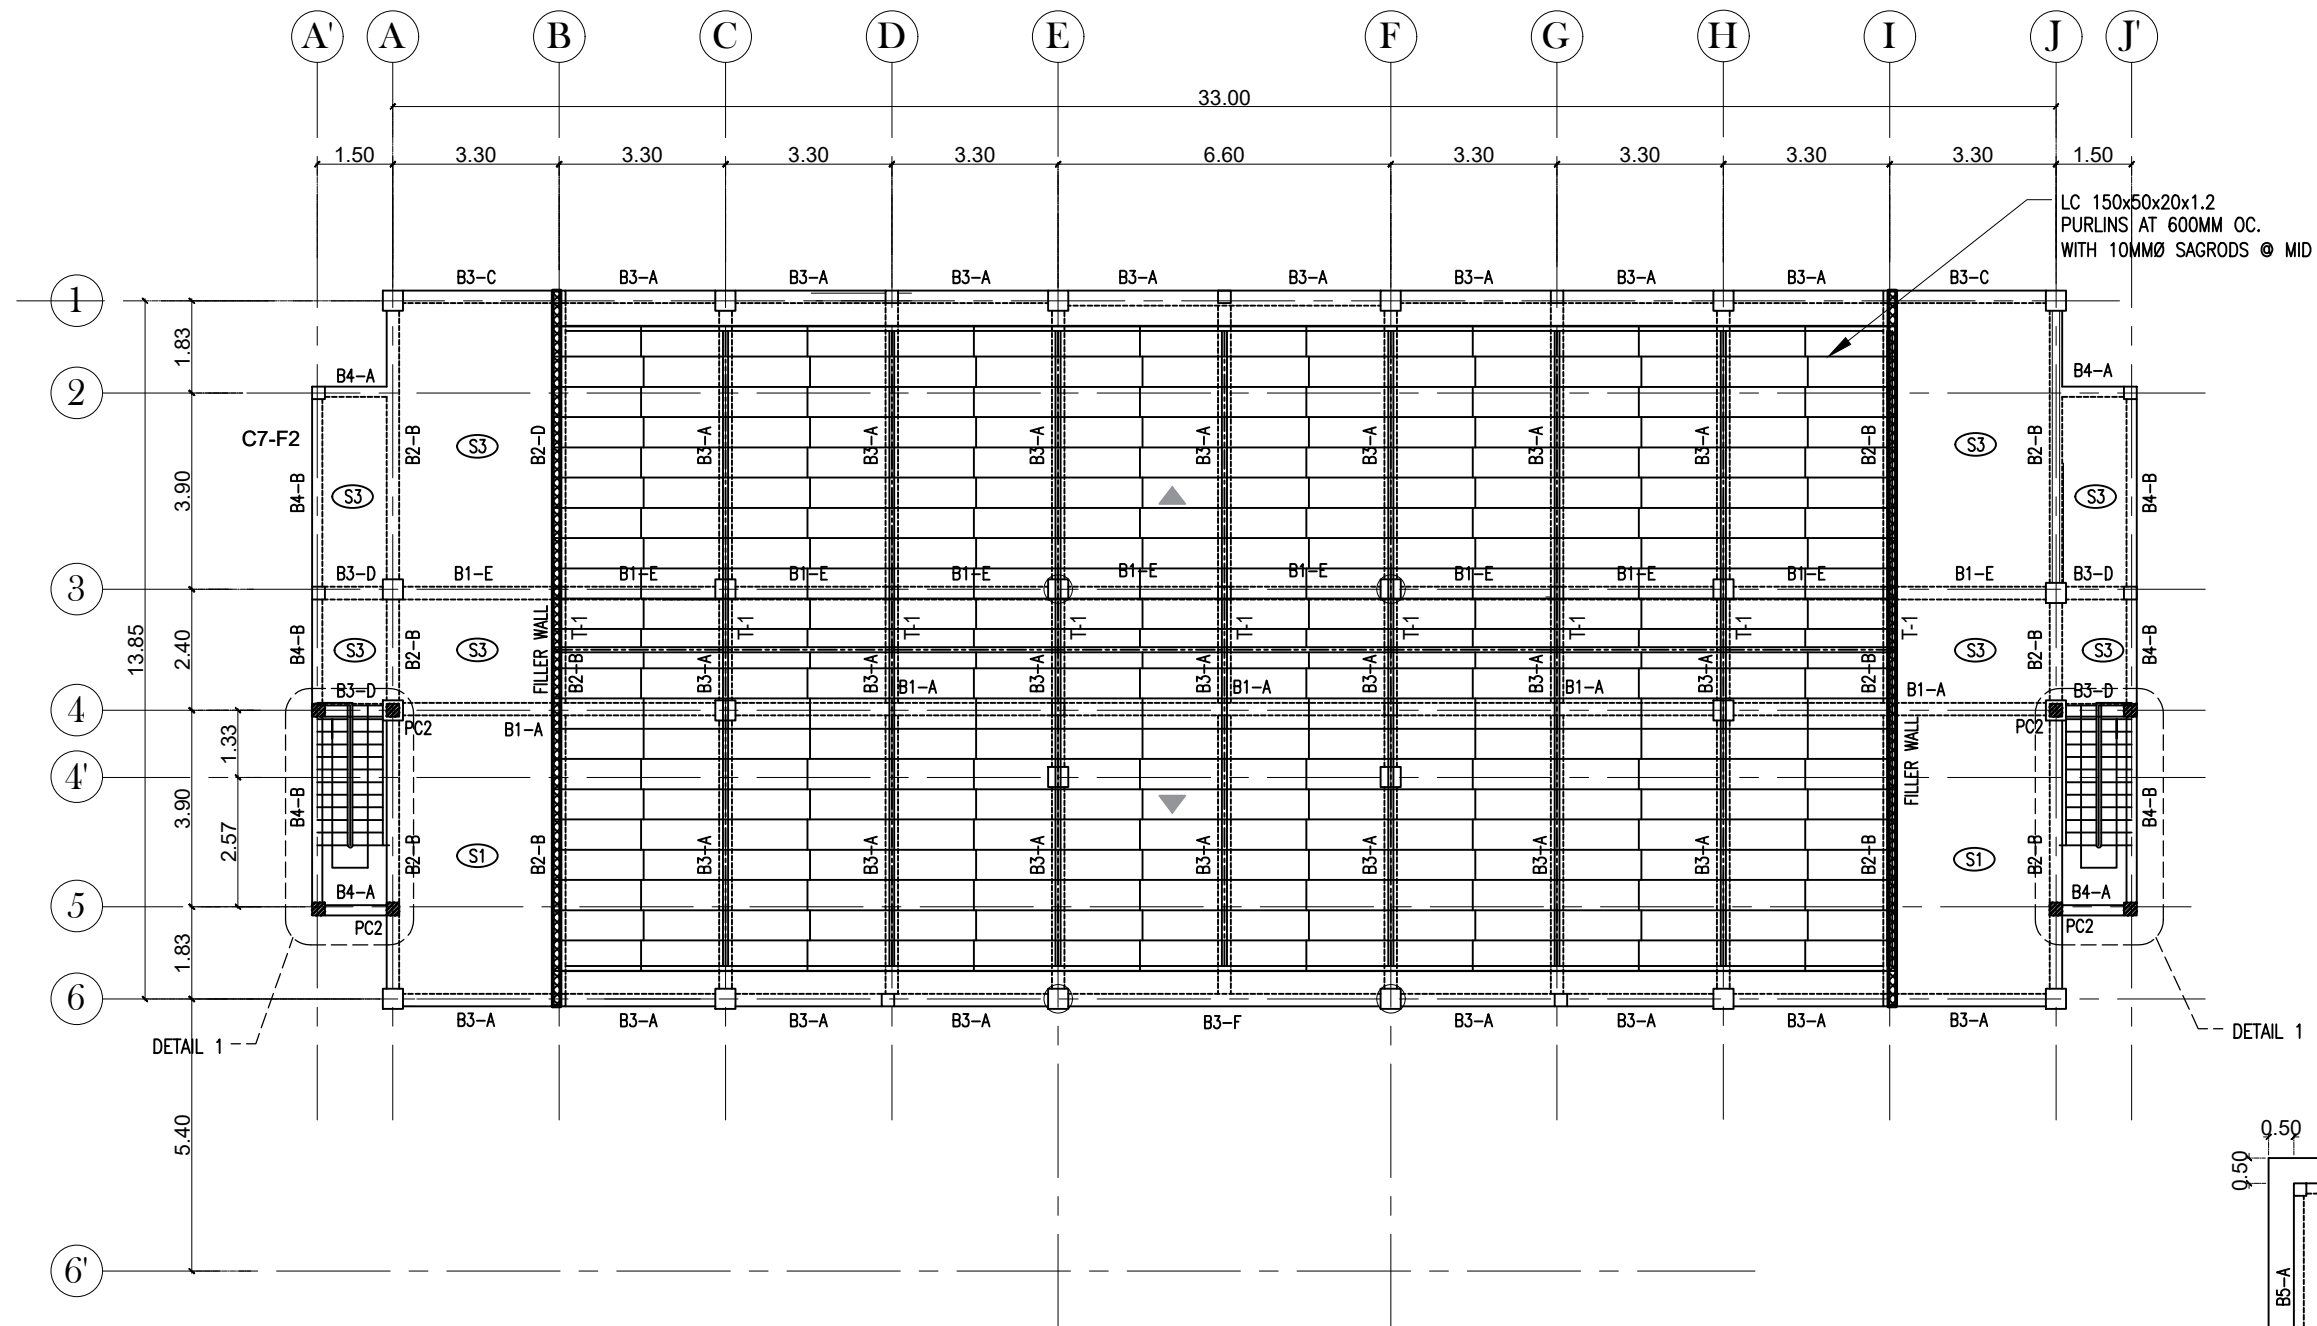 A' A B C D E F G H I J J'
33.00
1.50 3.30 3.30 3.30 3.30 6.60 3.30 3.30 3.30 3.30 1.50
LC 150x50x20x1.2
PURLINS AT 600MM OC.
WITH 10MMØ SAGRODS @ MID
B3-C B3-A B3-A B3-A B3-A B3-A B3-A B3-A B3-A B3-C
1
1.83
B4-A B4-A
2
C7-F2 B2-B S3 B2-D B3-A B3-A B3-A B3-A B3-A B3-A B3-A B2-B S3 B2-B
3.90
B4-B S3 S3 B4-B
B3-D B1-E B1-E B1-E B1-E B1-E B1-E B1-E B1-E B1-E B1-E B3-D
3
FILLER WALL T-1 T-1 T-1 T-1 T-1 T-1 T-1 T-1 T-1
13.85 2.40
B4-B S3 B2-B S3 B2-B B3-A B3-A B3-A B3-A B3-A B3-A B3-A B2-B S3 B2-B S3 B4-B
B3-D B1-A B1-A B1-A B1-A B3-D
4
PC2 B1-A PC2
1.33
FILLER WALL
4'
3.90
B4-B B4-B
2.57
B2-B S1 B2-B B3-A B3-A B3-A B3-A B3-A B3-A B3-A B2-B S1 B2-B
B4-A B4-A
5
PC2 PC2
1.83
6
B3-A B3-A B3-A B3-A B3-F B3-A B3-A B3-A B3-A
DETAIL 1 DETAIL 1
5.40
0.50
0.50
6'
B5-A